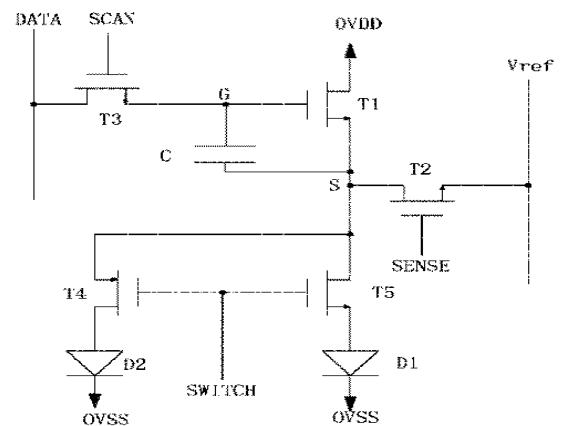 DATA SCAN
OVDD
Vref
G
T1
T3
C
T2
S
SENSE
T4
T5
D2
D1
SWITCH
OVSS
OVSS